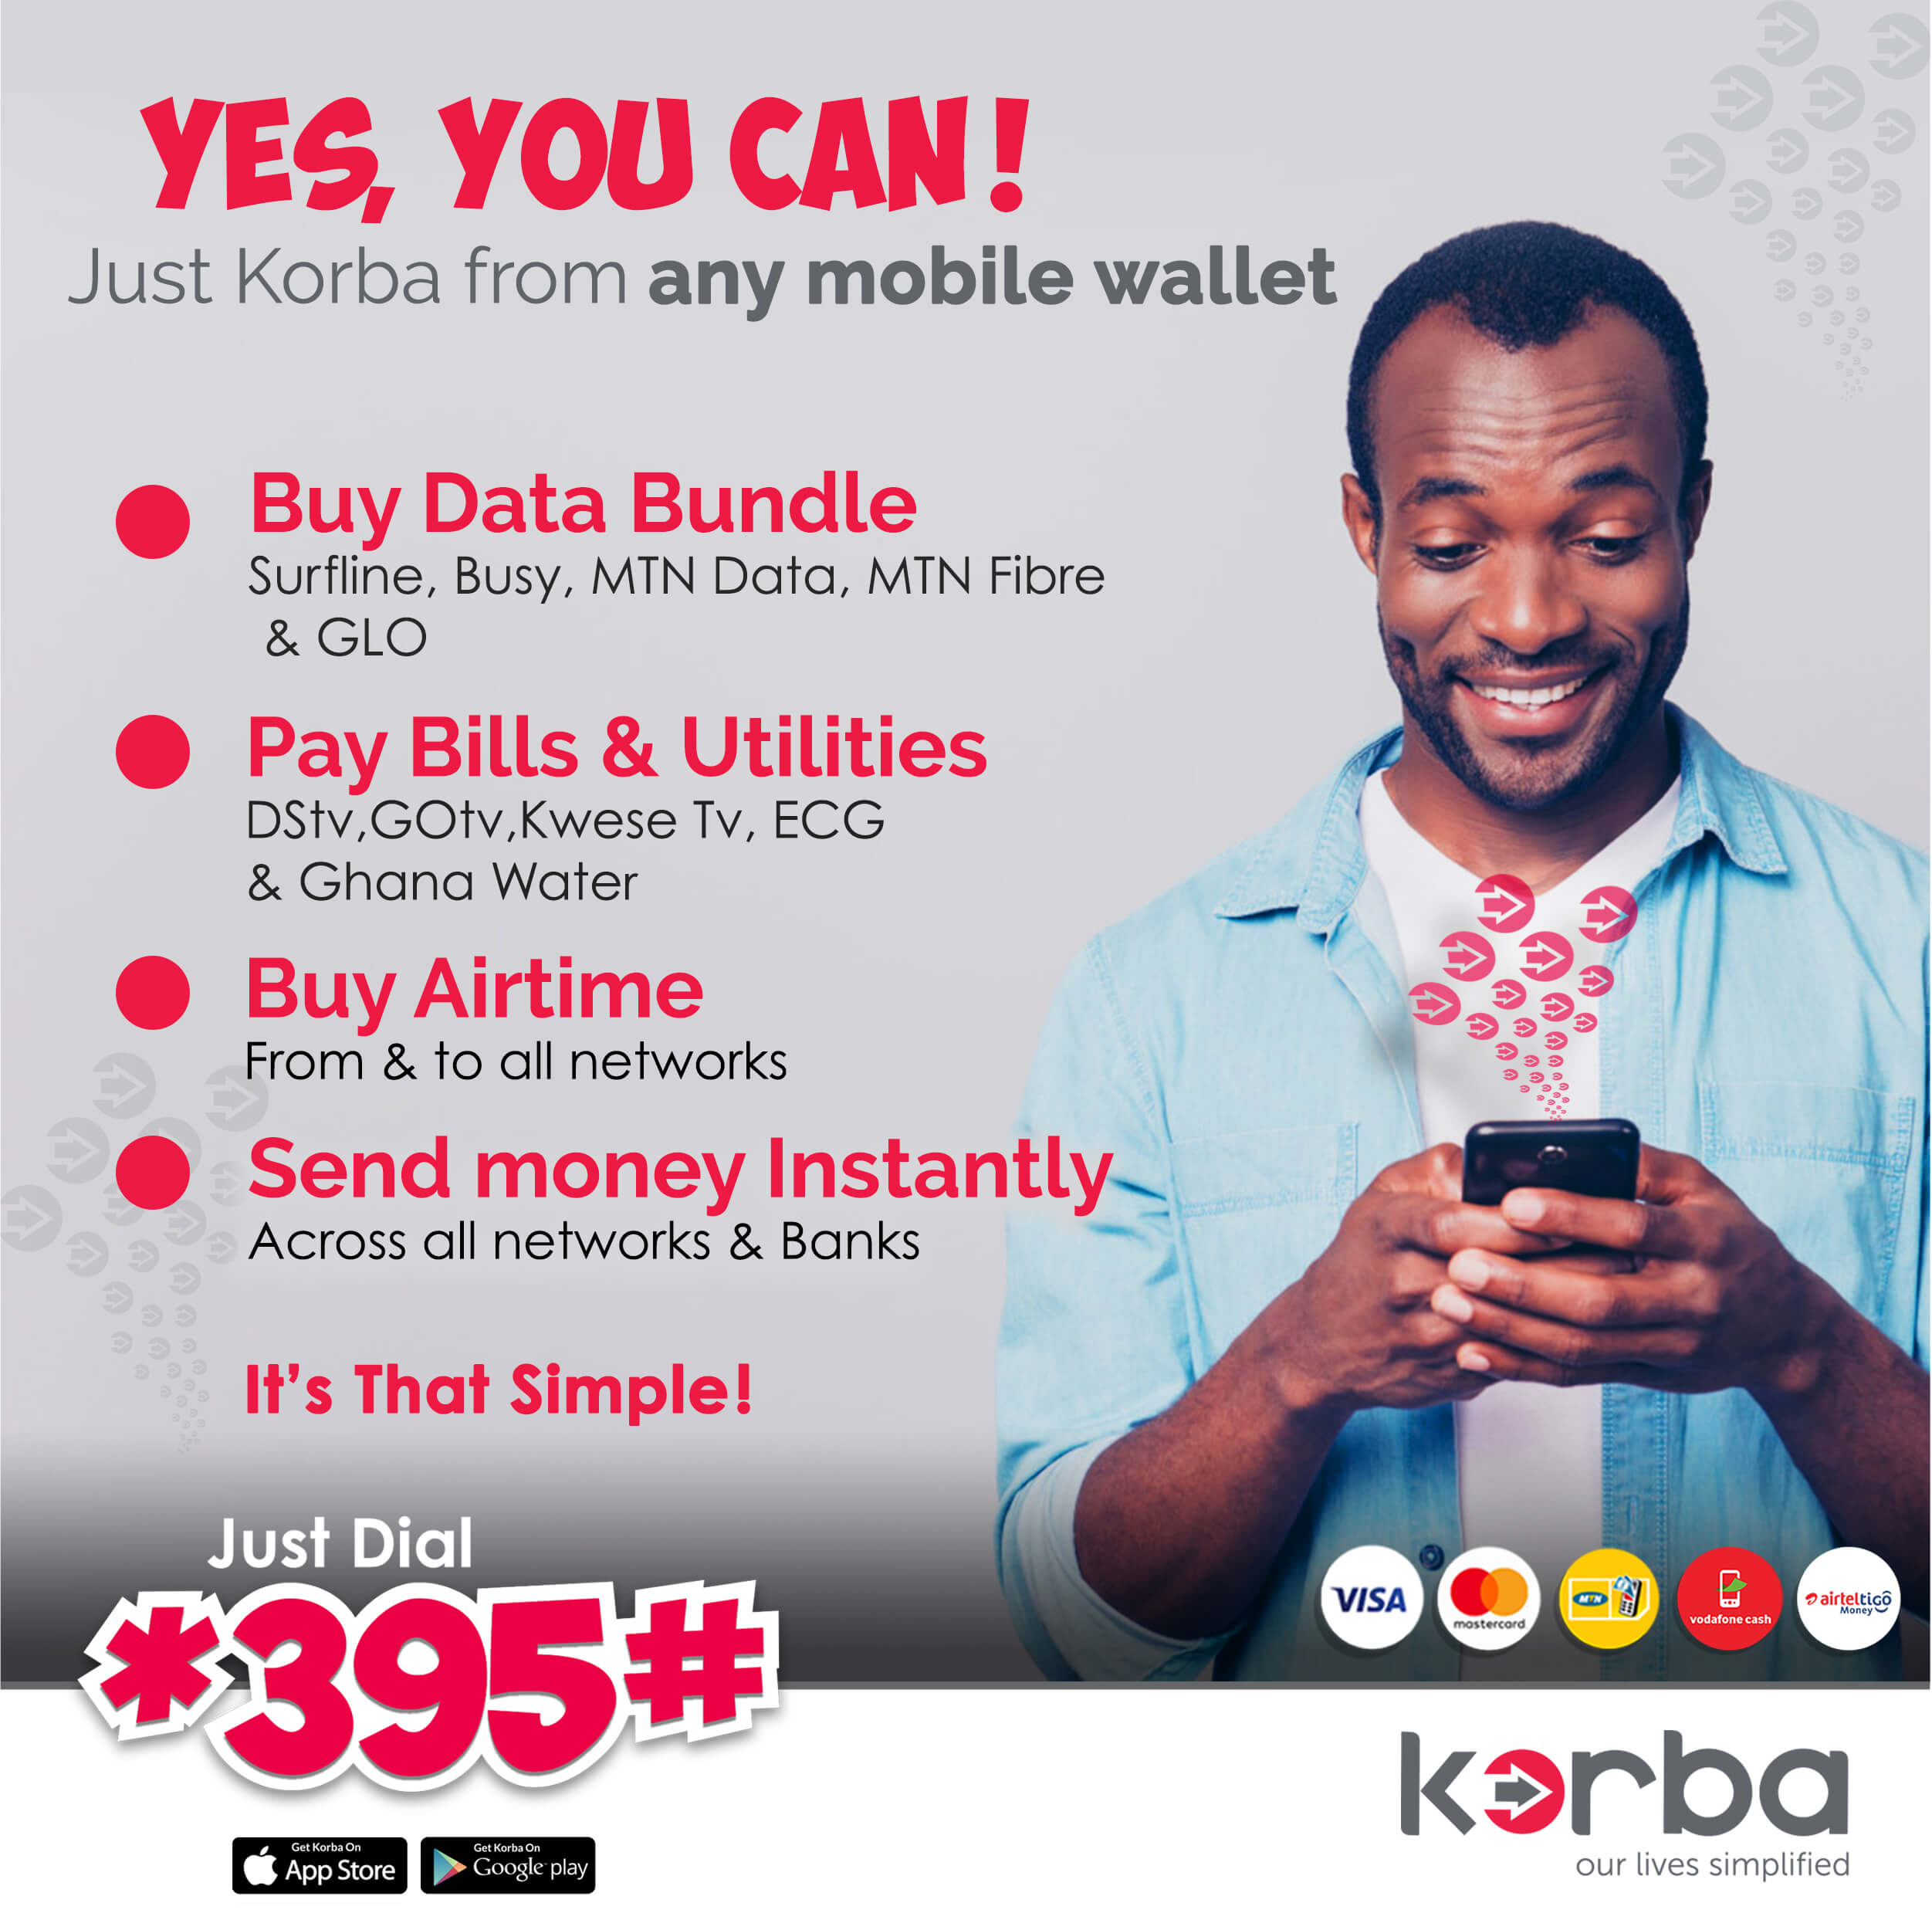 YES, YOU CAN!
Just Korba from any mobile wallet
Buy Data Bundle
Surfline, Busy, MTN Data, MTN Fibre
& GLO
Pay Bills & Utilities
DStv,GOtv,Kwese Tv, ECG
& Ghana Water
Buy Airtime
From & to all networks
Send money Instantly
Across all networks & Banks
It's That Simple!
Just Dial
*395#
VISA
mastercard
MTN
vodafone cash
airteltiGO
Money
Get Korba On
App Store
Get Korba On
Google play
korba
our lives simplified